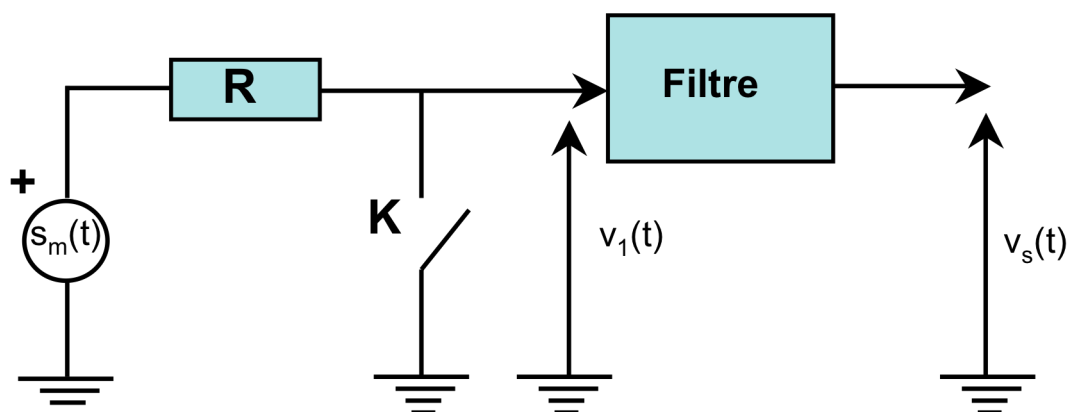 R
Filtre
+
s_m(t)
K
v_1(t)
v_s(t)